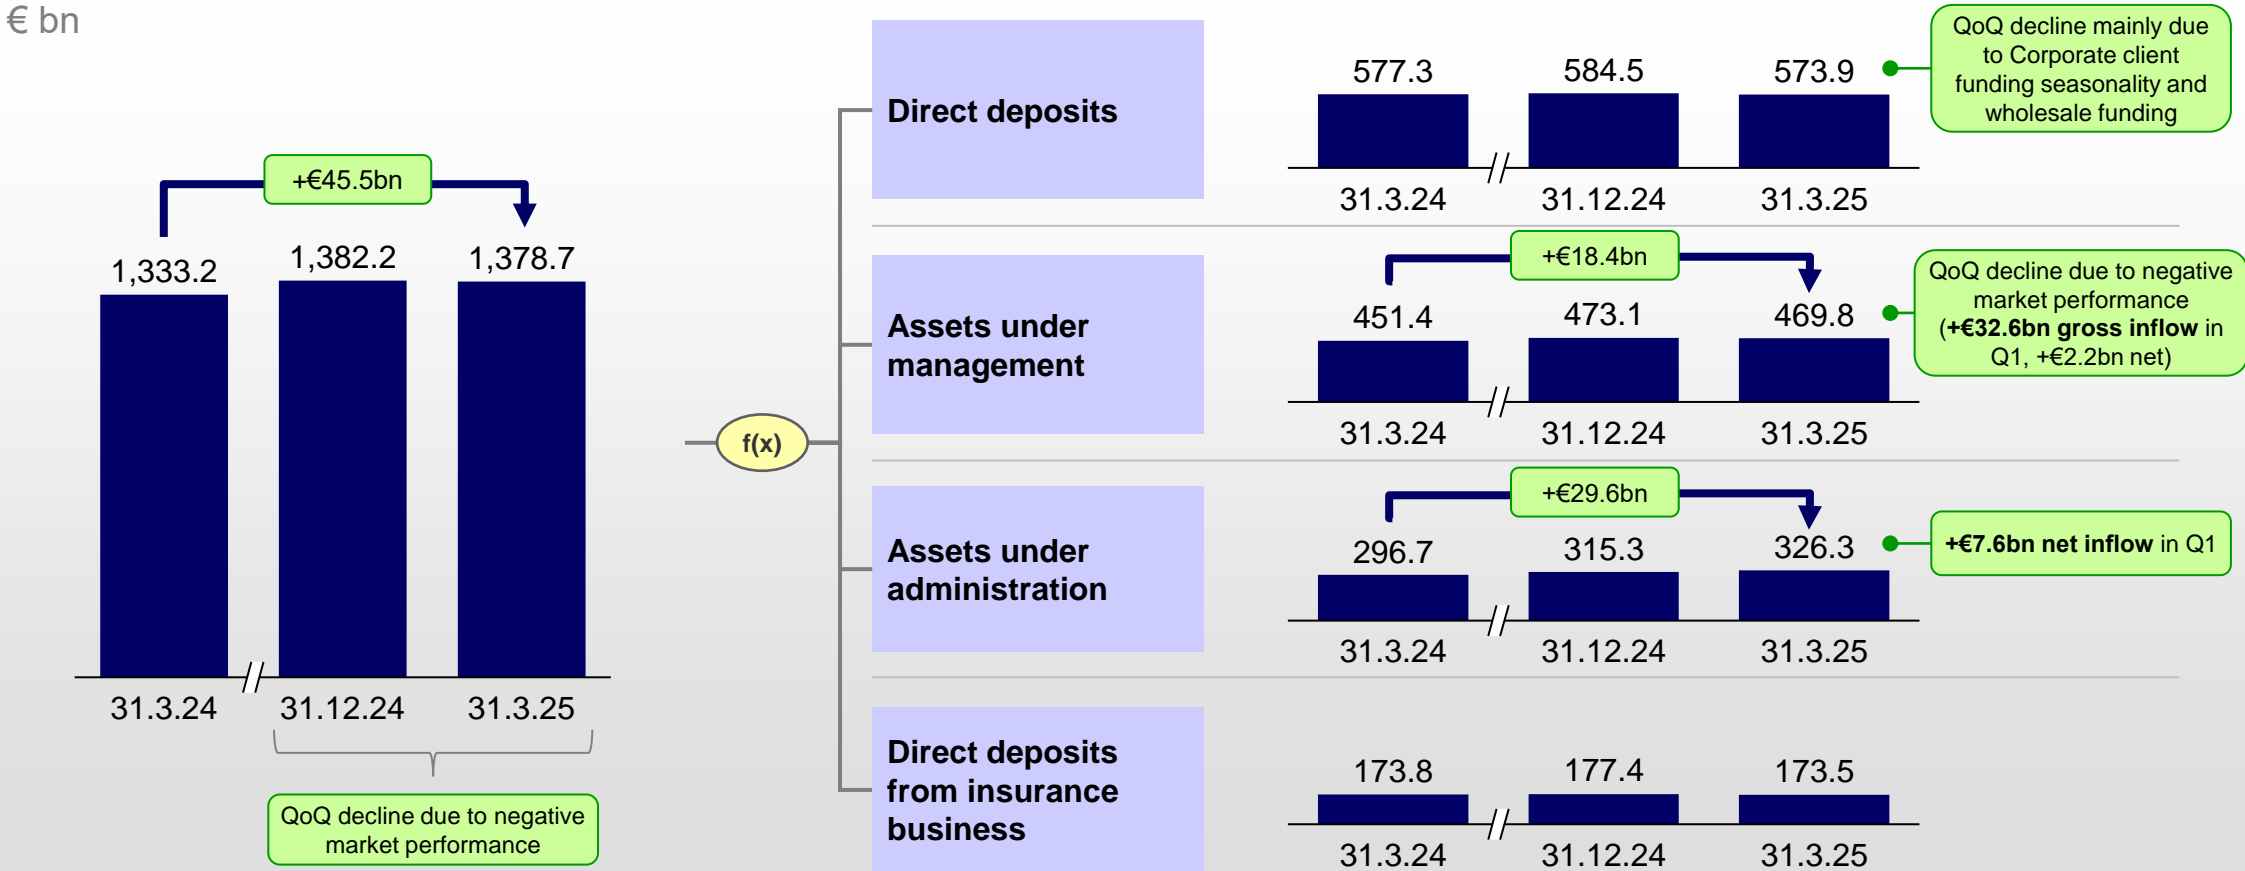 € bn
+€45.5bn
1,333.2
1,382.2
1,378.7
31.3.24
31.12.24
31.3.25
QoQ decline due to negative
market performance
f(x)
Direct deposits
577.3
584.5
573.9
31.3.24
31.12.24
31.3.25
QoQ decline mainly due
to Corporate client
funding seasonality and
wholesale funding
Assets under
management
+€18.4bn
451.4
473.1
469.8
31.3.24
31.12.24
31.3.25
QoQ decline due to negative
market performance
(+€32.6bn gross inflow in
Q1, +€2.2bn net)
Assets under
administration
+€29.6bn
296.7
315.3
326.3
31.3.24
31.12.24
31.3.25
+€7.6bn net inflow in Q1
Direct deposits
from insurance
business
173.8
177.4
173.5
31.3.24
31.12.24
31.3.25